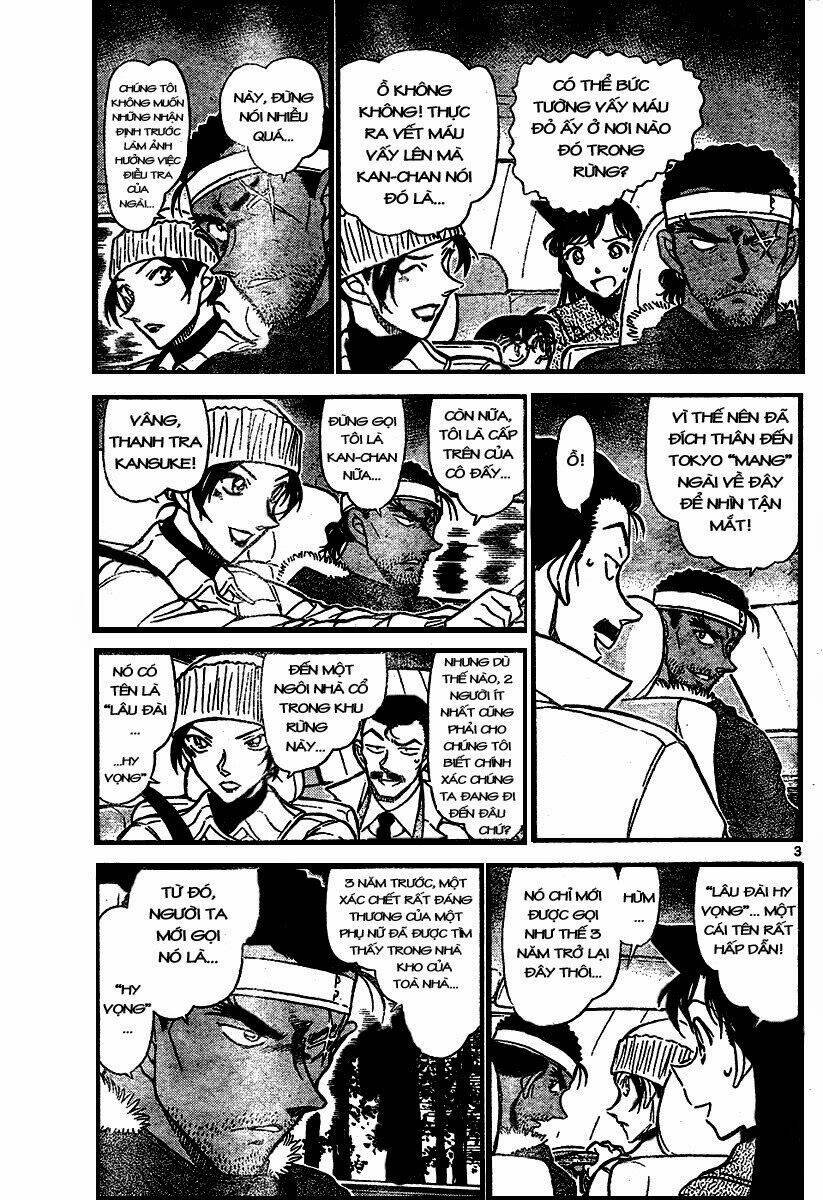 CÓ THỂ BỨC
TƯỜNG VẤY MÁU
ĐỎ ẤY Ở NƠI NÀO
ĐÓ TRONG
RỪNG?
Ồ KHÔNG
KHÔNG! THỰC
RA VẾT MÁU
VẤY LÊN MÀ
KAN-CHAN NÓI
ĐÓ LÀ...
NÀY, ĐỪNG
NÓI NHIỀU
QUÁ...
CHÚNG TÔI
KHÔNG MUỐN
NHỮNG NHẬN
ĐỊNH TRƯỚC
LÀM ẢNH
HƯỞNG VIỆC
ĐIỀU TRA
CỦA
NGÀI...
VÌ THẾ NÊN ĐÃ
ĐÍCH THÂN ĐẾN
TOKYO “MANG”
NGÀI VỀ ĐÂY
ĐỂ NHÌN TẬN
MẮT!
Ồ!
CÒN NỮA,
TÔI LÀ CẤP
TRÊN CỦA
CÔ ĐẤY...
ĐỪNG GỌI
TÔI LÀ
KAN-CHAN
NỮA...
VÂNG,
THANH TRA
KANSUKE!
NHƯNG DÙ
THẾ NÀO, 2
NGƯỜI ÍT
NHẤT CŨNG
PHẢI CHO
CHÚNG TÔI
BIẾT CHÍNH
XÁC CHÚNG
TA ĐANG ĐI
ĐẾN ĐÂU
CHỨ?
ĐẾN MỘT
NGÔI NHÀ CỔ
TRONG KHU
RỪNG
NÀY...
NÓ CÓ
TÊN LÀ
“LÂU ĐÀI
...
...HY
VỌNG”
3
“LÂU ĐÀI HY
VỌNG”... MỘT
CÁI TÊN RẤT
HẤP DẪN!
HỪM
...
NÓ CHỈ MỚI
ĐƯỢC GỌI
NHƯ THẾ 3
NĂM TRỞ LẠI
ĐÂY THÔI...
3 NĂM TRƯỚC, MỘT
XÁC CHẾT RẤT ĐÁNG
THƯƠNG CỦA MỘT
PHỤ NỮ ĐÃ ĐƯỢC TÌM
THẤY TRONG NHÀ
KHO CỦA
TOÀ NHÀ...
TỪ ĐÓ,
NGƯỜI TA
MỚI GỌI
NÓ LÀ...
“HY
VỌNG”
...